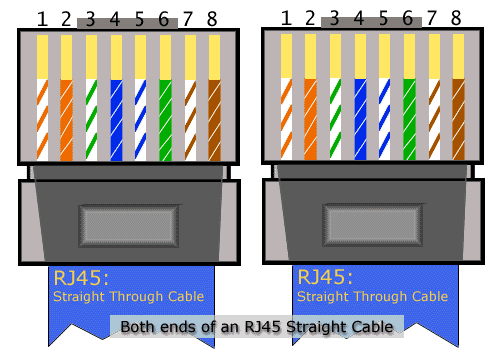 1 2 3 4 5 6 7 8
1 2 3 4 5 6 7 8
RJ45:
Straight Through Cable
RJ45:
Straight Through Cable
Both ends of an RJ45 Straight Cable